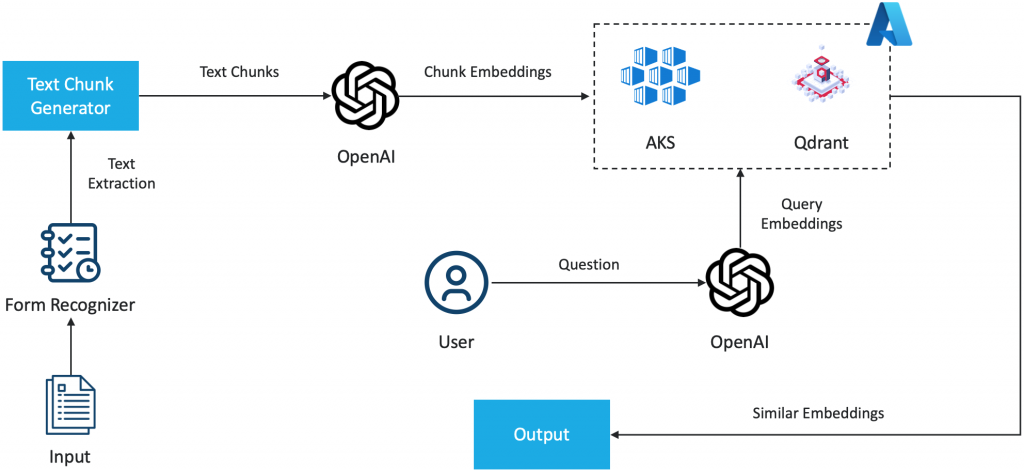 Text Chunk
Generator
Text Chunks
OpenAI
Chunk Embeddings
AKS
Qdrant
Text
Extraction
Query
Embeddings
Form Recognizer
User
Question
OpenAI
Input
Output
Similar Embeddings